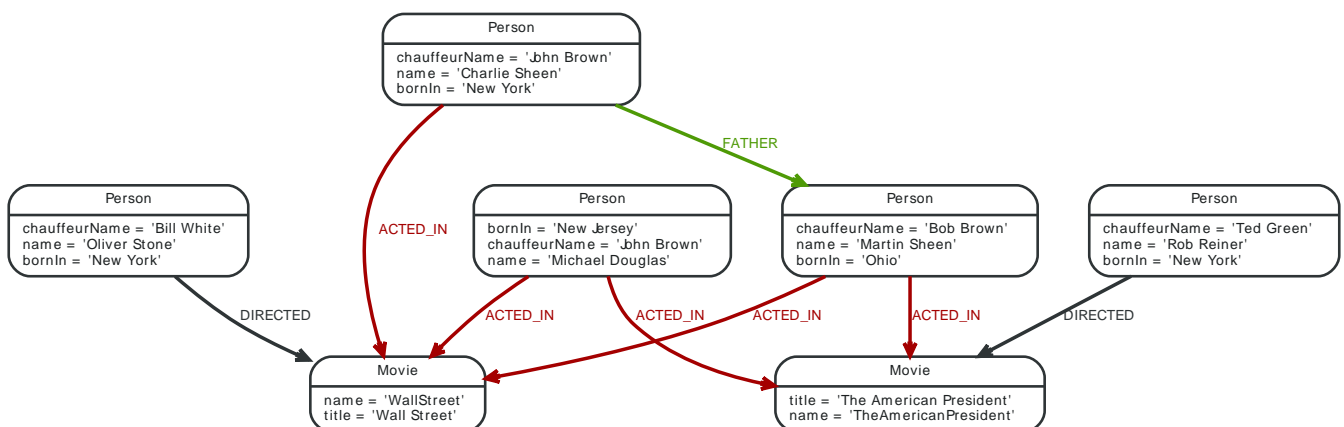 Person
chauffeurName = 'John Brown'
name = 'Charlie Sheen'
bornIn = 'New York'
FATHER
Person
chauffeurName = 'Bill White'
name = 'Oliver Stone'
bornIn = 'New York'
Person
bornIn = 'New Jersey'
chauffeurName = 'John Brown'
name = 'Michael Douglas'
Person
chauffeurName = 'Bob Brown'
name = 'Martin Sheen'
bornIn = 'Ohio'
Person
chauffeurName = 'Ted Green'
name = 'Rob Reiner'
bornIn = 'New York'
ACTED_IN
DIRECTED
ACTED_IN
ACTED_IN
ACTED_IN
ACTED_IN
DIRECTED
Movie
name = 'WallStreet'
title = 'Wall Street'
Movie
title = 'The American President'
name = 'TheAmericanPresident'